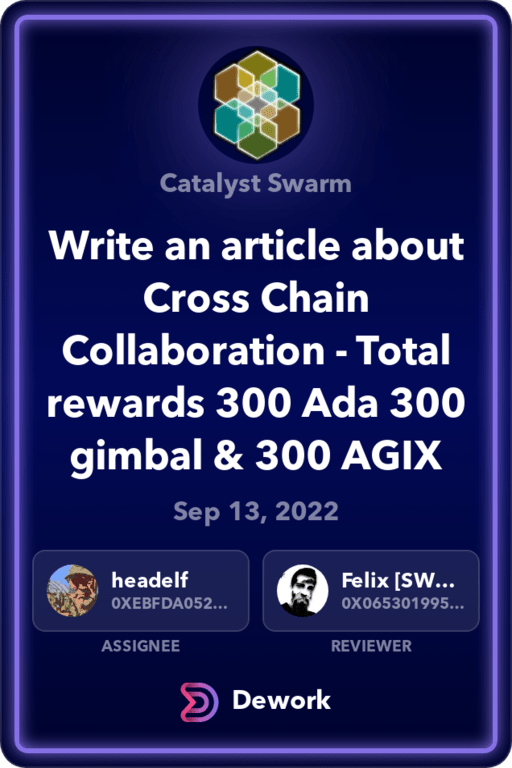 Catalyst Swarm
Write an article about
Cross Chain
Collaboration - Total
rewards 300 Ada 300
gimbal & 300 AGIX
Sep 13, 2022
headelf
0XEBFDA052...
Felix [SW...
0X065301995...
ASSIGNEE
REVIEWER
Dework